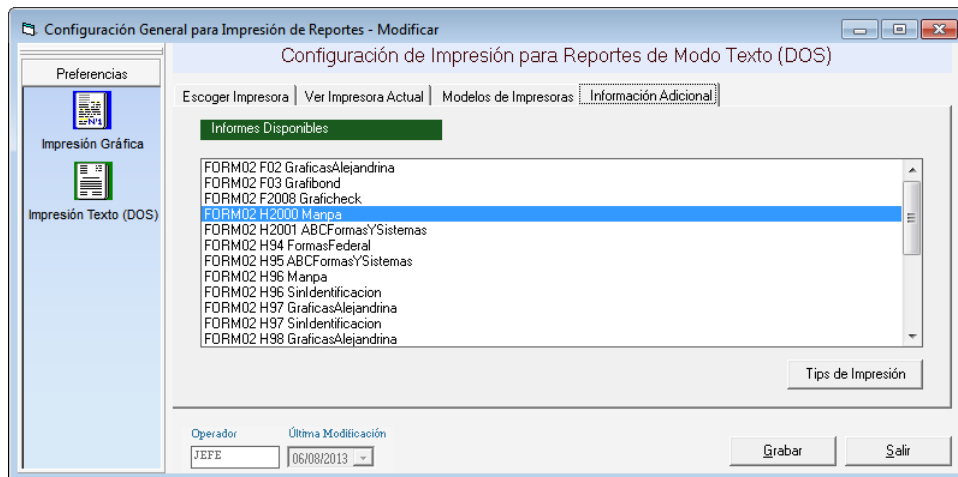 Configuración General para Impresión de Reportes - Modificar
Configuración de Impresión para Reportes de Modo Texto (DOS)
Preferencias
Nº1
Impresión Gráfica
Impresión Texto (DOS)
Escoger Impresora
Ver Impresora Actual
Modelos de Impresoras
Información Adicional
Informes Disponibles
FORM02 F02 GraficasAlejandrina
FORM02 F03 Grafibond
FORM02 F2008 Graficheck
FORM02 H2000 Manpa
FORM02 H2001 ABCFormasYSistemas
FORM02 H94 FormasFederal
FORM02 H95 ABCFormasYSistemas
FORM02 H96 Manpa
FORM02 H96 SinIdentificacion
FORM02 H97 GraficasAlejandrina
FORM02 H97 SinIdentificacion
FORM02 H98 GraficasAlejandrina
Tips de Impresión
Operador
Última Modificación
JEFE
06/08/2013
Grabar
Salir